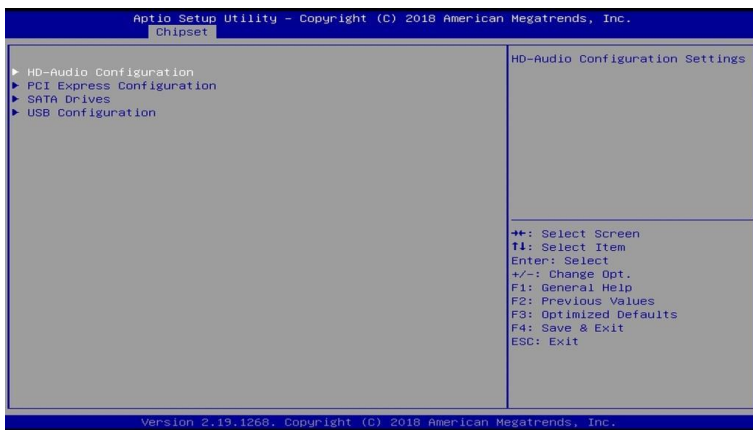 Aptio Setup Utility – Copyright (C) 2018 American Megatrends, Inc.
Chipset
▶ HD-Audio Configuration
▶ PCI Express Configuration
▶ SATA Drives
▶ USB Configuration
HD-Audio Configuration Settings
→←: Select Screen
↑↓: Select Item
Enter: Select
+/-: Change Opt.
F1: General Help
F2: Previous Values
F3: Optimized Defaults
F4: Save & Exit
ESC: Exit
Version 2.19.1268. Copyright (C) 2018 American Megatrends, Inc.